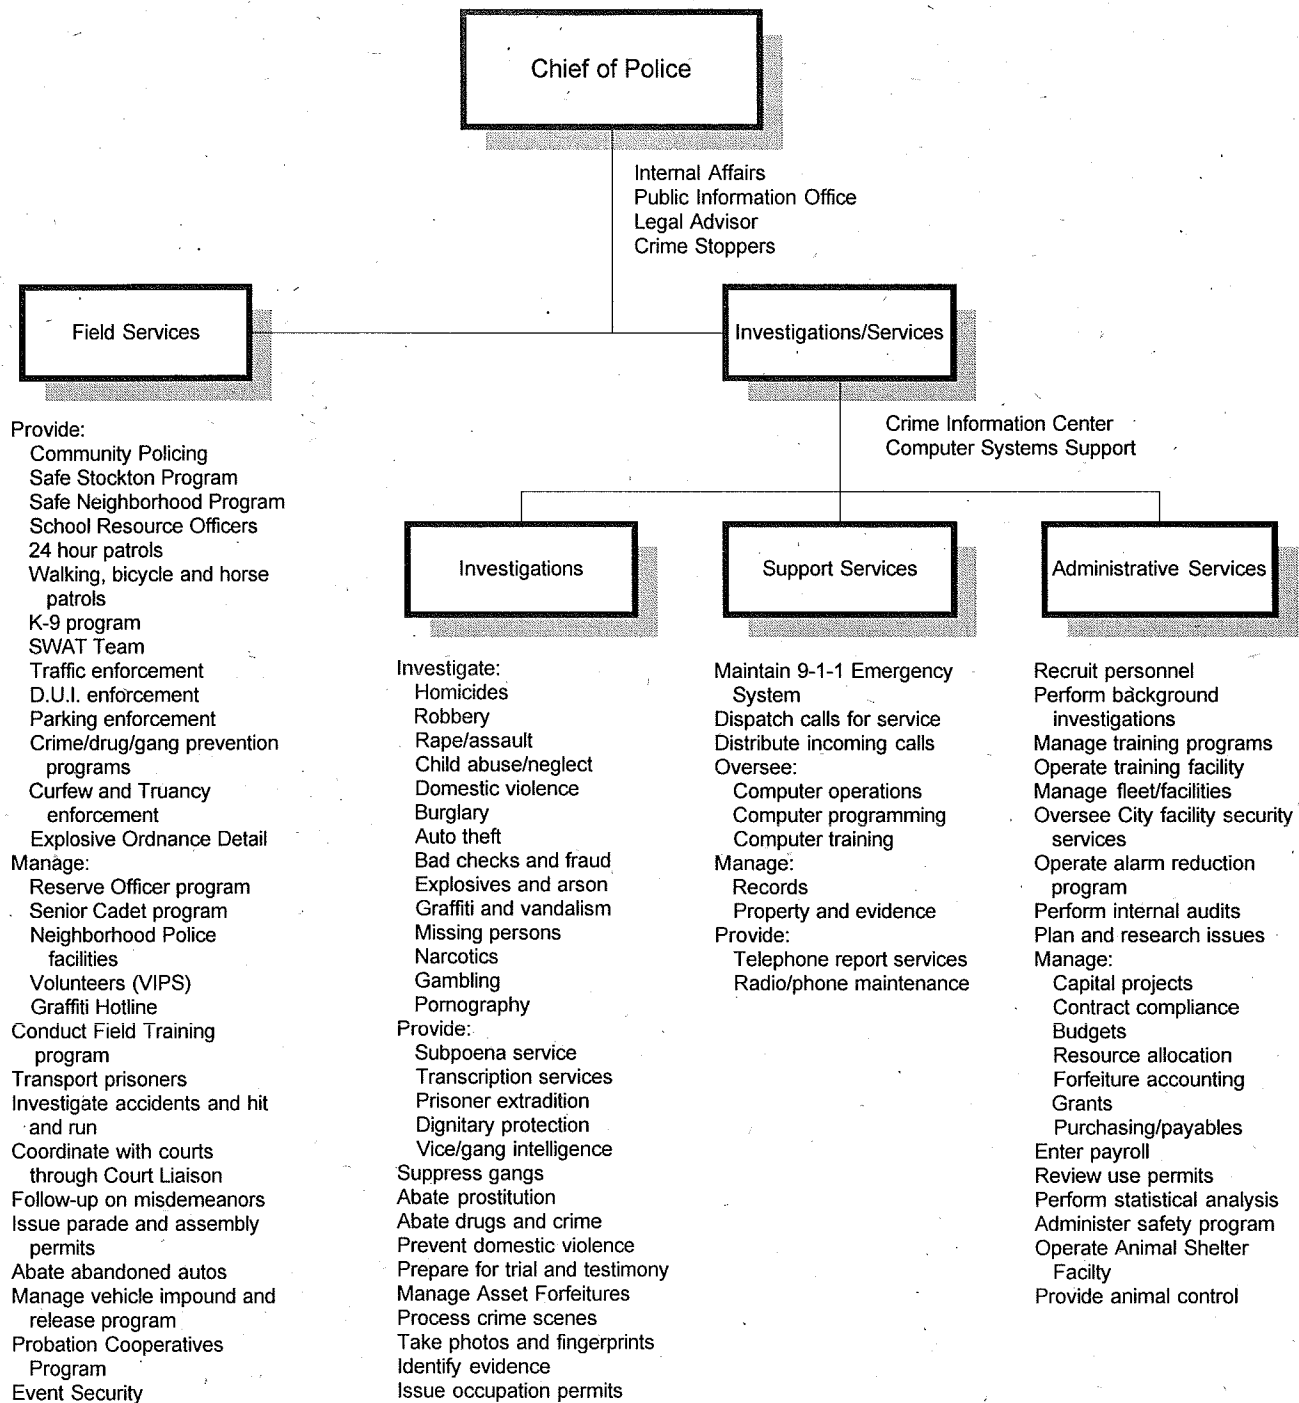 Chief of Police
Internal Affairs
Public Information Office
Legal Advisor
Crime Stoppers
Field Services
Investigations/Services
Crime Information Center
Computer Systems Support
Provide:
Community Policing
Safe Stockton Program
Safe Neighborhood Program
School Resource Officers
24 hour patrols
Walking, bicycle and horse
patrols
K-9 program
SWAT Team
Traffic enforcement
D.U.I. enforcement
Parking enforcement
Crime/drug/gang prevention
programs
Curfew and Truancy
enforcement
Explosive Ordnance Detail
Manage:
Reserve Officer program
Senior Cadet program
Neighborhood Police
facilities
Volunteers (VIPS)
Graffiti Hotline
Conduct Field Training
program
Transport prisoners
Investigate accidents and hit
and run
Coordinate with courts
through Court Liaison
Follow-up on misdemeanors
Issue parade and assembly
permits
Abate abandoned autos
Manage vehicle impound and
release program
Probation Cooperatives
Program
Event Security
Investigations
Investigate:
Homicides
Robbery
Rape/assault
Child abuse/neglect
Domestic violence
Burglary
Auto theft
Bad checks and fraud
Explosives and arson
Graffiti and vandalism
Missing persons
Narcotics
Gambling
Pornography
Provide:
Subpoena service
Transcription services
Prisoner extradition
Dignitary protection
Vice/gang intelligence
Suppress gangs
Abate prostitution
Abate drugs and crime
Prevent domestic violence
Prepare for trial and testimony
Manage Asset Forfeitures
Process crime scenes
Take photos and fingerprints
Identify evidence
Issue occupation permits
Support Services
Maintain 9-1-1 Emergency
System
Dispatch calls for service
Distribute incoming calls
Oversee:
Computer operations
Computer programming
Computer training
Manage:
Records
Property and evidence
Provide:
Telephone report services
Radio/phone maintenance
Administrative Services
Recruit personnel
Perform background
investigations
Manage training programs
Operate training facility
Manage fleet/facilities
Oversee City facility security
services
Operate alarm reduction
program
Perform internal audits
Plan and research issues
Manage:
Capital projects
Contract compliance
Budgets
Resource allocation
Forfeiture accounting
Grants
Purchasing/payables
Enter payroll
Review use permits
Perform statistical analysis
Administer safety program
Operate Animal Shelter
Facilty
Provide animal control